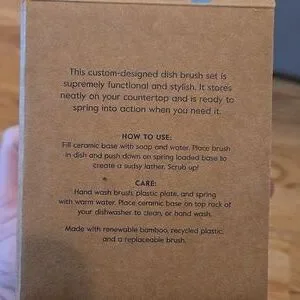 This custom-designed dish brush set is
supremely functional and stylish. It stores
neatly on your countertop and is ready to
spring into action when you need it.
HOW TO USE:
Fill ceramic base with soap and water. Place brush
in dish and push down on spring loaded base to
create a sudsy lather. Scrub up!
CARE:
Hand wash brush, plastic plate, and spring
with warm water. Place ceramic base on top rack of
your dishwasher to clean, or hand wash.
Made with renewable bamboo, recycled plastic,
and a replaceable brush.